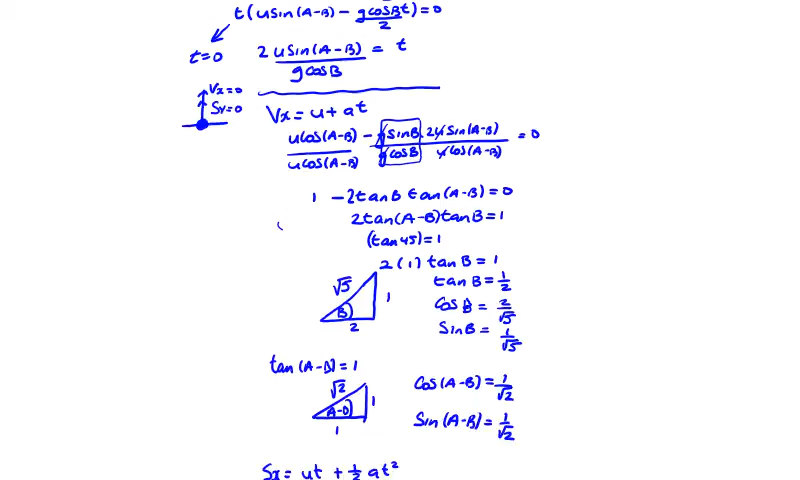 t(usin(A-B) - gcosBt/2) = 0
t=0 2usin(A-B)/gcosB = t
Vx=0
Sy=0
Vx = u + at
ucos(A-B)/ucos(A-B) - gsinB/gcosB . 2usin(A-B)/ucos(A-B) = 0
1 - 2tanB tan(A-B) = 0
2tan(A-B)tanB = 1
(tan45) = 1
2(1) tanB = 1
tanB = 1/2
√5 1 B 2
CosB = 2/√5
SinB = 1/√5
tan(A-B) = 1
√2 1 A-B 1
Cos(A-B) = 1/√2
Sin(A-B) = 1/√2
Sx = ut + 1/2 at²